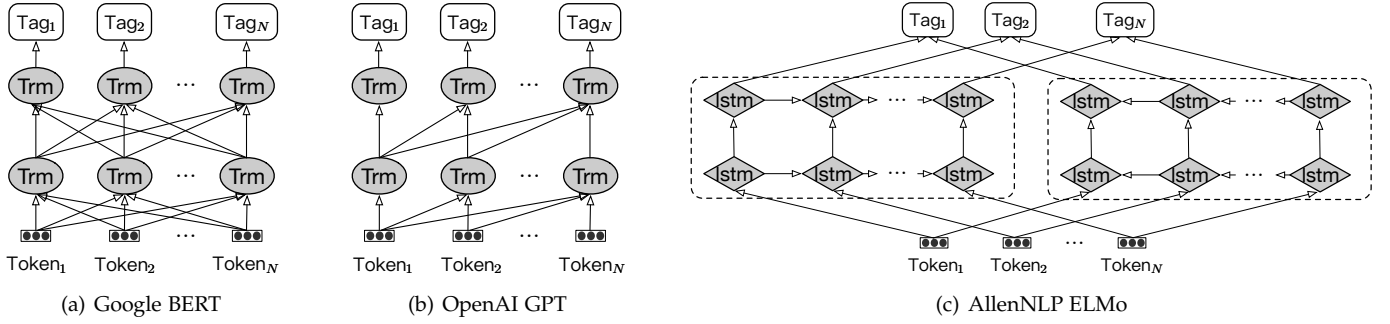 Tag1 Tag2 TagN Tag1 Tag2 TagN Tag1 Tag2 TagN
Trm Trm ··· Trm Trm Trm ··· Trm lstm lstm ··· lstm lstm lstm ··· lstm
Trm Trm ··· Trm Trm Trm ··· Trm lstm lstm ··· lstm lstm lstm ··· lstm
··· ··· ···
Token1 Token2 TokenN Token1 Token2 TokenN Token1 Token2 TokenN
(a) Google BERT (b) OpenAI GPT (c) AllenNLP ELMo